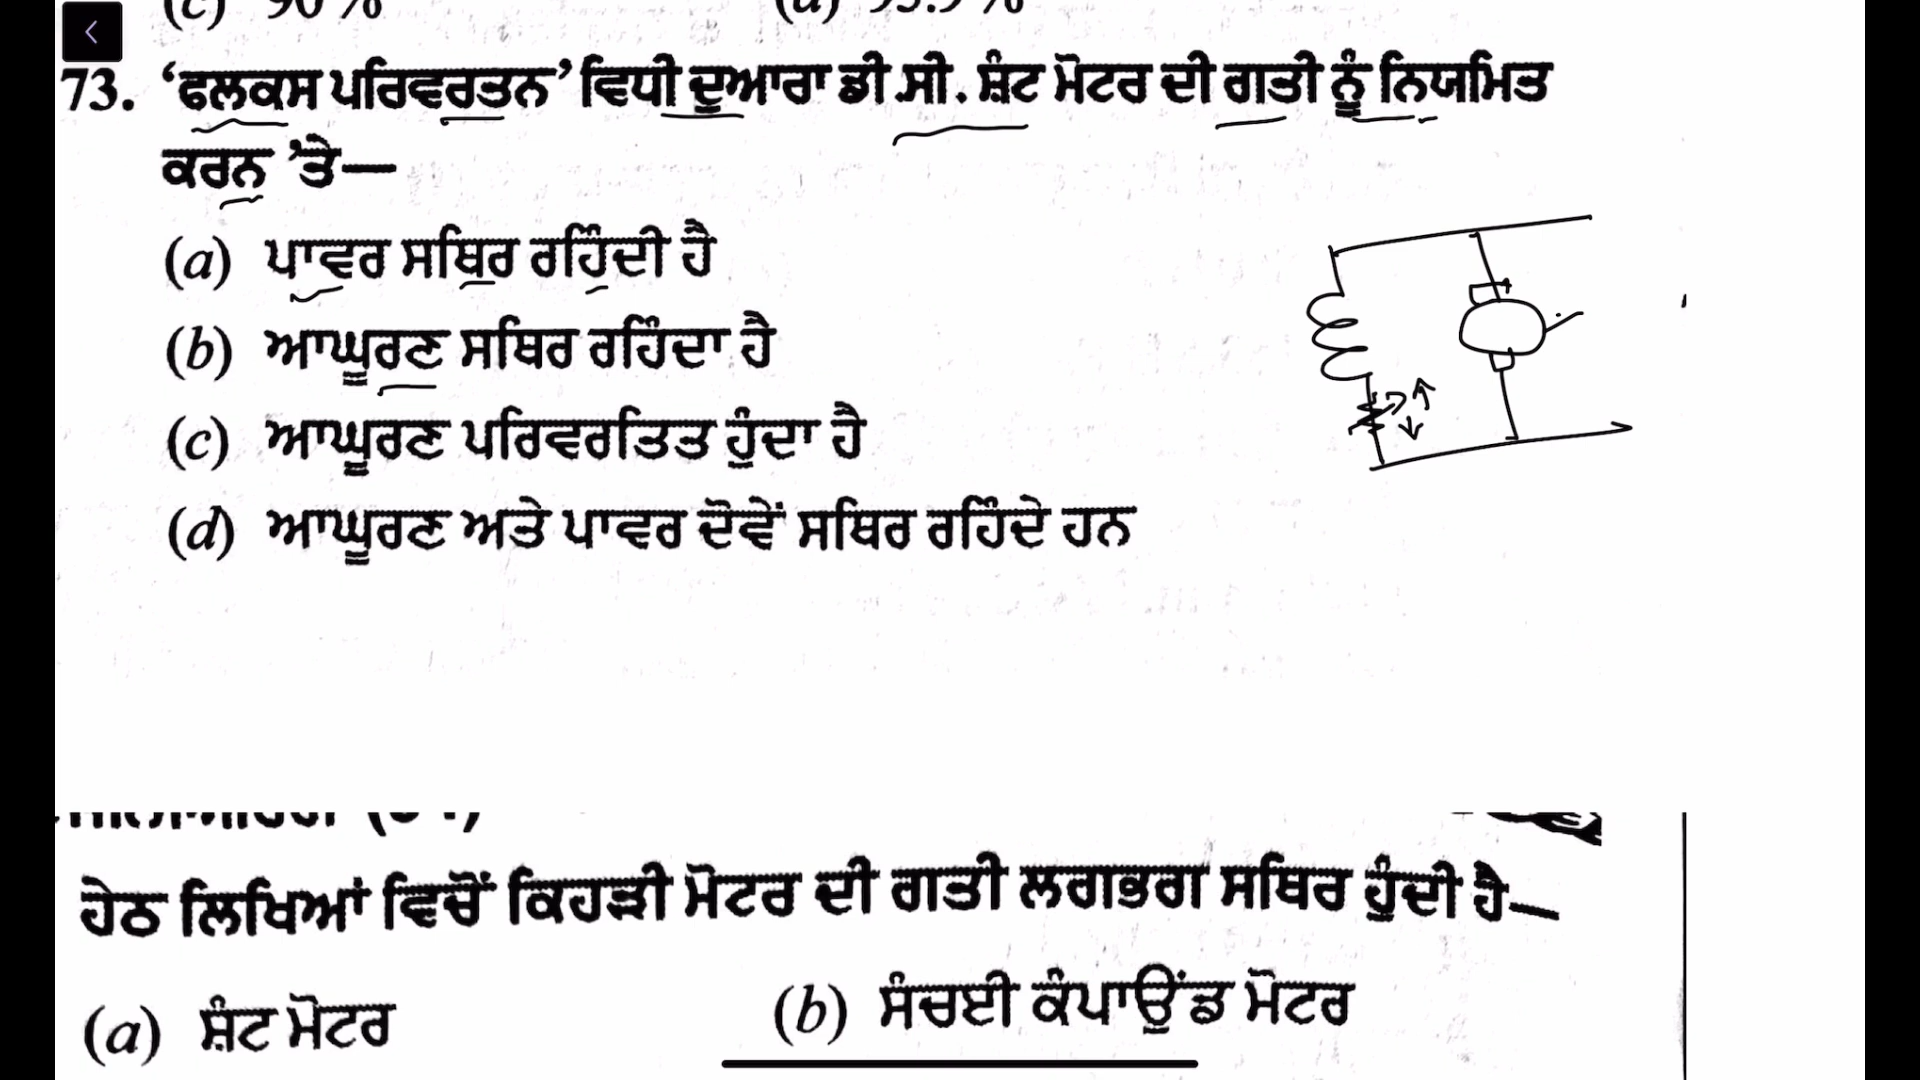 73. ‘ਫਲਕਸ ਪਰਿਵਰਤਨ’ ਵਿਧੀ ਦੁਆਰਾ ਡੀ.ਸੀ. ਸ਼ੰਟ ਮੋਟਰ ਦੀ ਗਤੀ ਨੂੰ ਨਿਯਮਿਤ
ਕਰਨ ’ਤੇ—
(a) ਪਾਵਰ ਸਥਿਰ ਰਹਿੰਦੀ ਹੈ
(b) ਆਘੂਰਣ ਸਥਿਰ ਰਹਿੰਦਾ ਹੈ
(c) ਆਘੂਰਣ ਪਰਿਵਰਤਿਤ ਹੁੰਦਾ ਹੈ
(d) ਆਘੂਰਣ ਅਤੇ ਪਾਵਰ ਦੋਵੇਂ ਸਥਿਰ ਰਹਿੰਦੇ ਹਨ
ਹੇਠ ਲਿਖਿਆਂ ਵਿਚੋਂ ਕਿਹੜੀ ਮੋਟਰ ਦੀ ਗਤੀ ਲਗਭਗ ਸਥਿਰ ਹੁੰਦੀ ਹੈ—
(a) ਸ਼ੰਟ ਮੋਟਰ (b) ਸੰਚਈ ਕੰਪਾਉਂਡ ਮੋਟਰ